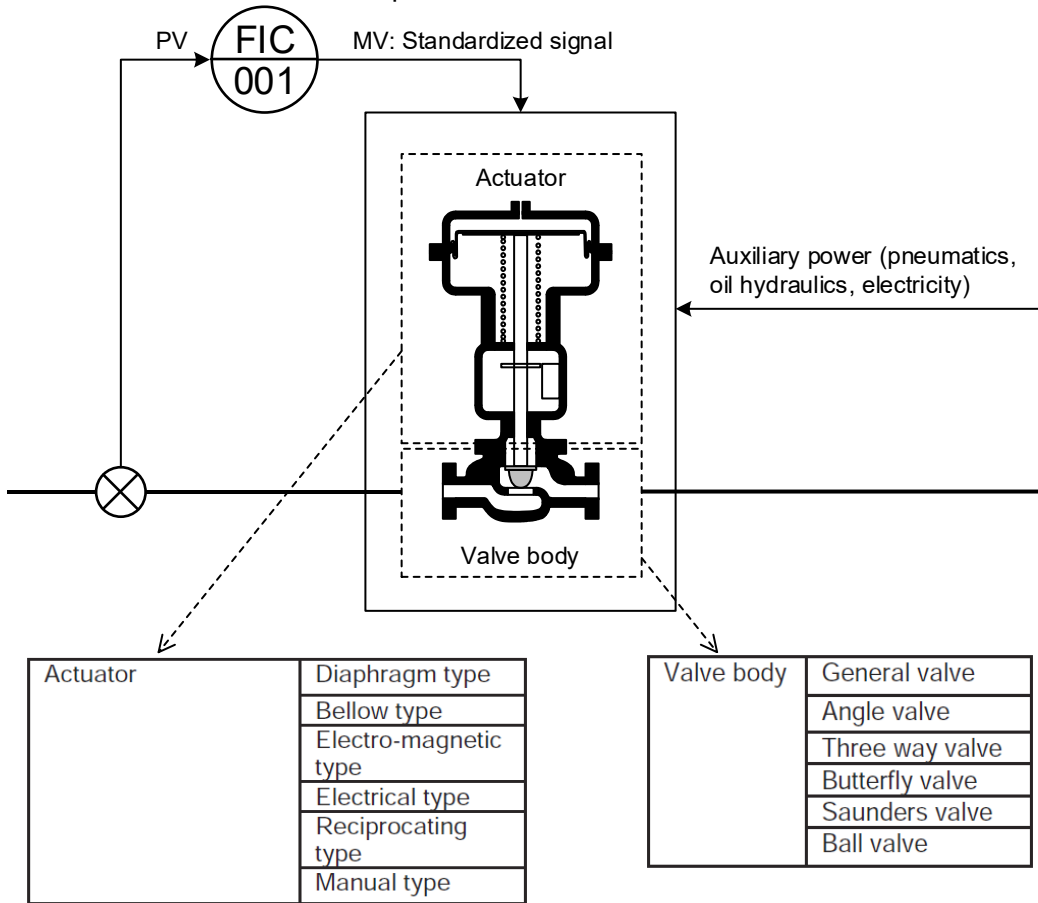 PV
FIC
001
MV: Standardized signal
Actuator
Auxiliary power (pneumatics,
oil hydraulics, electricity)
Valve body
Actuator
Diaphragm type
Bellow type
Electro-magnetic
type
Electrical type
Reciprocating
type
Manual type
Valve body
General valve
Angle valve
Three way valve
Butterfly valve
Saunders valve
Ball valve